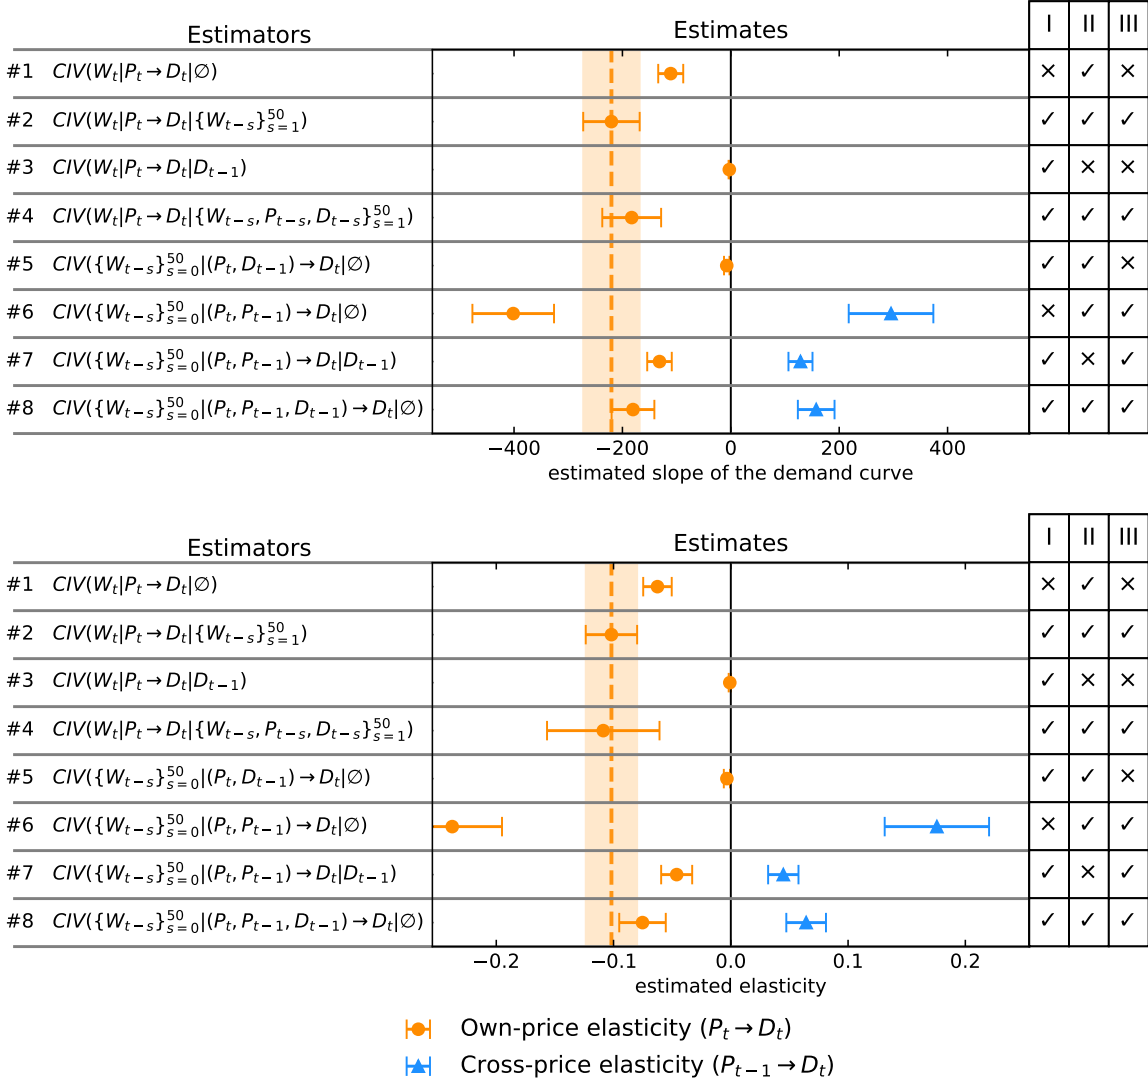 Estimators Estimates I II III
#1 CIV(W_t|P_t → D_t|∅) × ✓ ×
#2 CIV(W_t|P_t → D_t|{W_{t−s}}_{s=1}^{50}) ✓ ✓ ✓
#3 CIV(W_t|P_t → D_t|D_{t−1}) ✓ × ×
#4 CIV(W_t|P_t → D_t|{W_{t−s}, P_{t−s}, D_{t−s}}_{s=1}^{50}) ✓ ✓ ✓
#5 CIV({W_{t−s}}_{s=0}^{50}|(P_t, D_{t−1}) → D_t|∅) ✓ ✓ ×
#6 CIV({W_{t−s}}_{s=0}^{50}|(P_t, P_{t−1}) → D_t|∅) × ✓ ✓
#7 CIV({W_{t−s}}_{s=0}^{50}|(P_t, P_{t−1}) → D_t|D_{t−1}) ✓ × ✓
#8 CIV({W_{t−s}}_{s=0}^{50}|(P_t, P_{t−1}, D_{t−1}) → D_t|∅) ✓ ✓ ✓
−400 −200 0 200 400
estimated slope of the demand curve
Estimators Estimates I II III
#1 CIV(W_t|P_t → D_t|∅) × ✓ ×
#2 CIV(W_t|P_t → D_t|{W_{t−s}}_{s=1}^{50}) ✓ ✓ ✓
#3 CIV(W_t|P_t → D_t|D_{t−1}) ✓ × ×
#4 CIV(W_t|P_t → D_t|{W_{t−s}, P_{t−s}, D_{t−s}}_{s=1}^{50}) ✓ ✓ ✓
#5 CIV({W_{t−s}}_{s=0}^{50}|(P_t, D_{t−1}) → D_t|∅) ✓ ✓ ×
#6 CIV({W_{t−s}}_{s=0}^{50}|(P_t, P_{t−1}) → D_t|∅) × ✓ ✓
#7 CIV({W_{t−s}}_{s=0}^{50}|(P_t, P_{t−1}) → D_t|D_{t−1}) ✓ × ✓
#8 CIV({W_{t−s}}_{s=0}^{50}|(P_t, P_{t−1}, D_{t−1}) → D_t|∅) ✓ ✓ ✓
−0.2 −0.1 0.0 0.1 0.2
estimated elasticity
Own-price elasticity (P_t → D_t)
Cross-price elasticity (P_{t−1} → D_t)